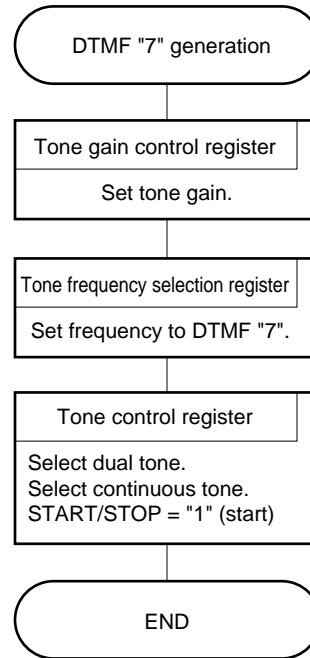 DTMF "7" generation
Tone gain control register
Set tone gain.
Tone frequency selection register
Set frequency to DTMF "7".
Tone control register
Select dual tone.
Select continuous tone.
START/STOP = "1" (start)
END